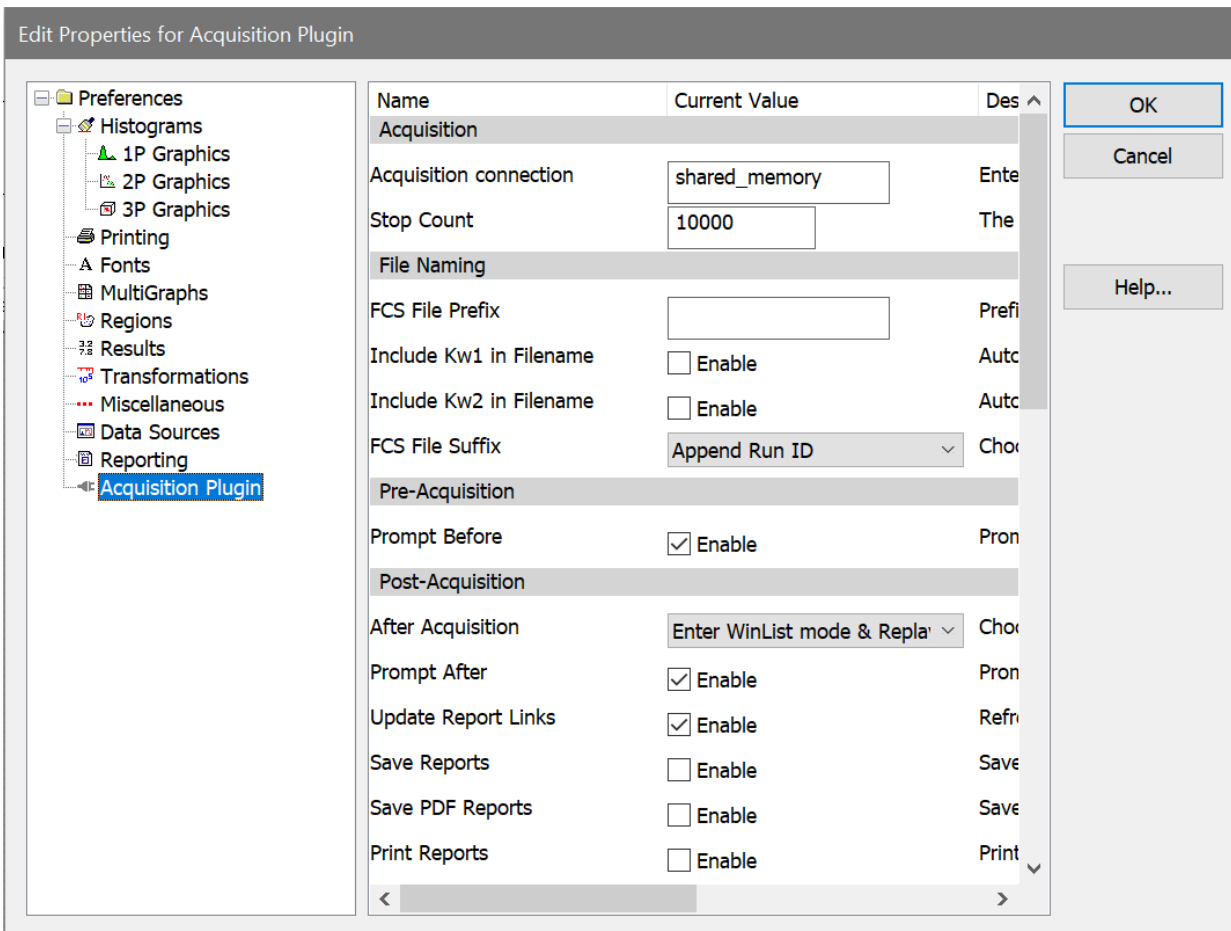 Edit Properties for Acquisition Plugin
Preferences
Histograms
1P Graphics
2P Graphics
3P Graphics
Printing
Fonts
MultiGraphs
Regions
Results
Transformations
Miscellaneous
Data Sources
Reporting
Acquisition Plugin
Name Current Value Des
Acquisition
Acquisition connection shared_memory Ente
Stop Count 10000 The
File Naming
FCS File Prefix Prefi
Include Kw1 in Filename Enable Auto
Include Kw2 in Filename Enable Auto
FCS File Suffix Append Run ID Choo
Pre-Acquisition
Prompt Before Enable Pron
Post-Acquisition
After Acquisition Enter WinList mode & Replay Choo
Prompt After Enable Pron
Update Report Links Enable Refre
Save Reports Enable Save
Save PDF Reports Enable Save
Print Reports Enable Print
OK
Cancel
Help...